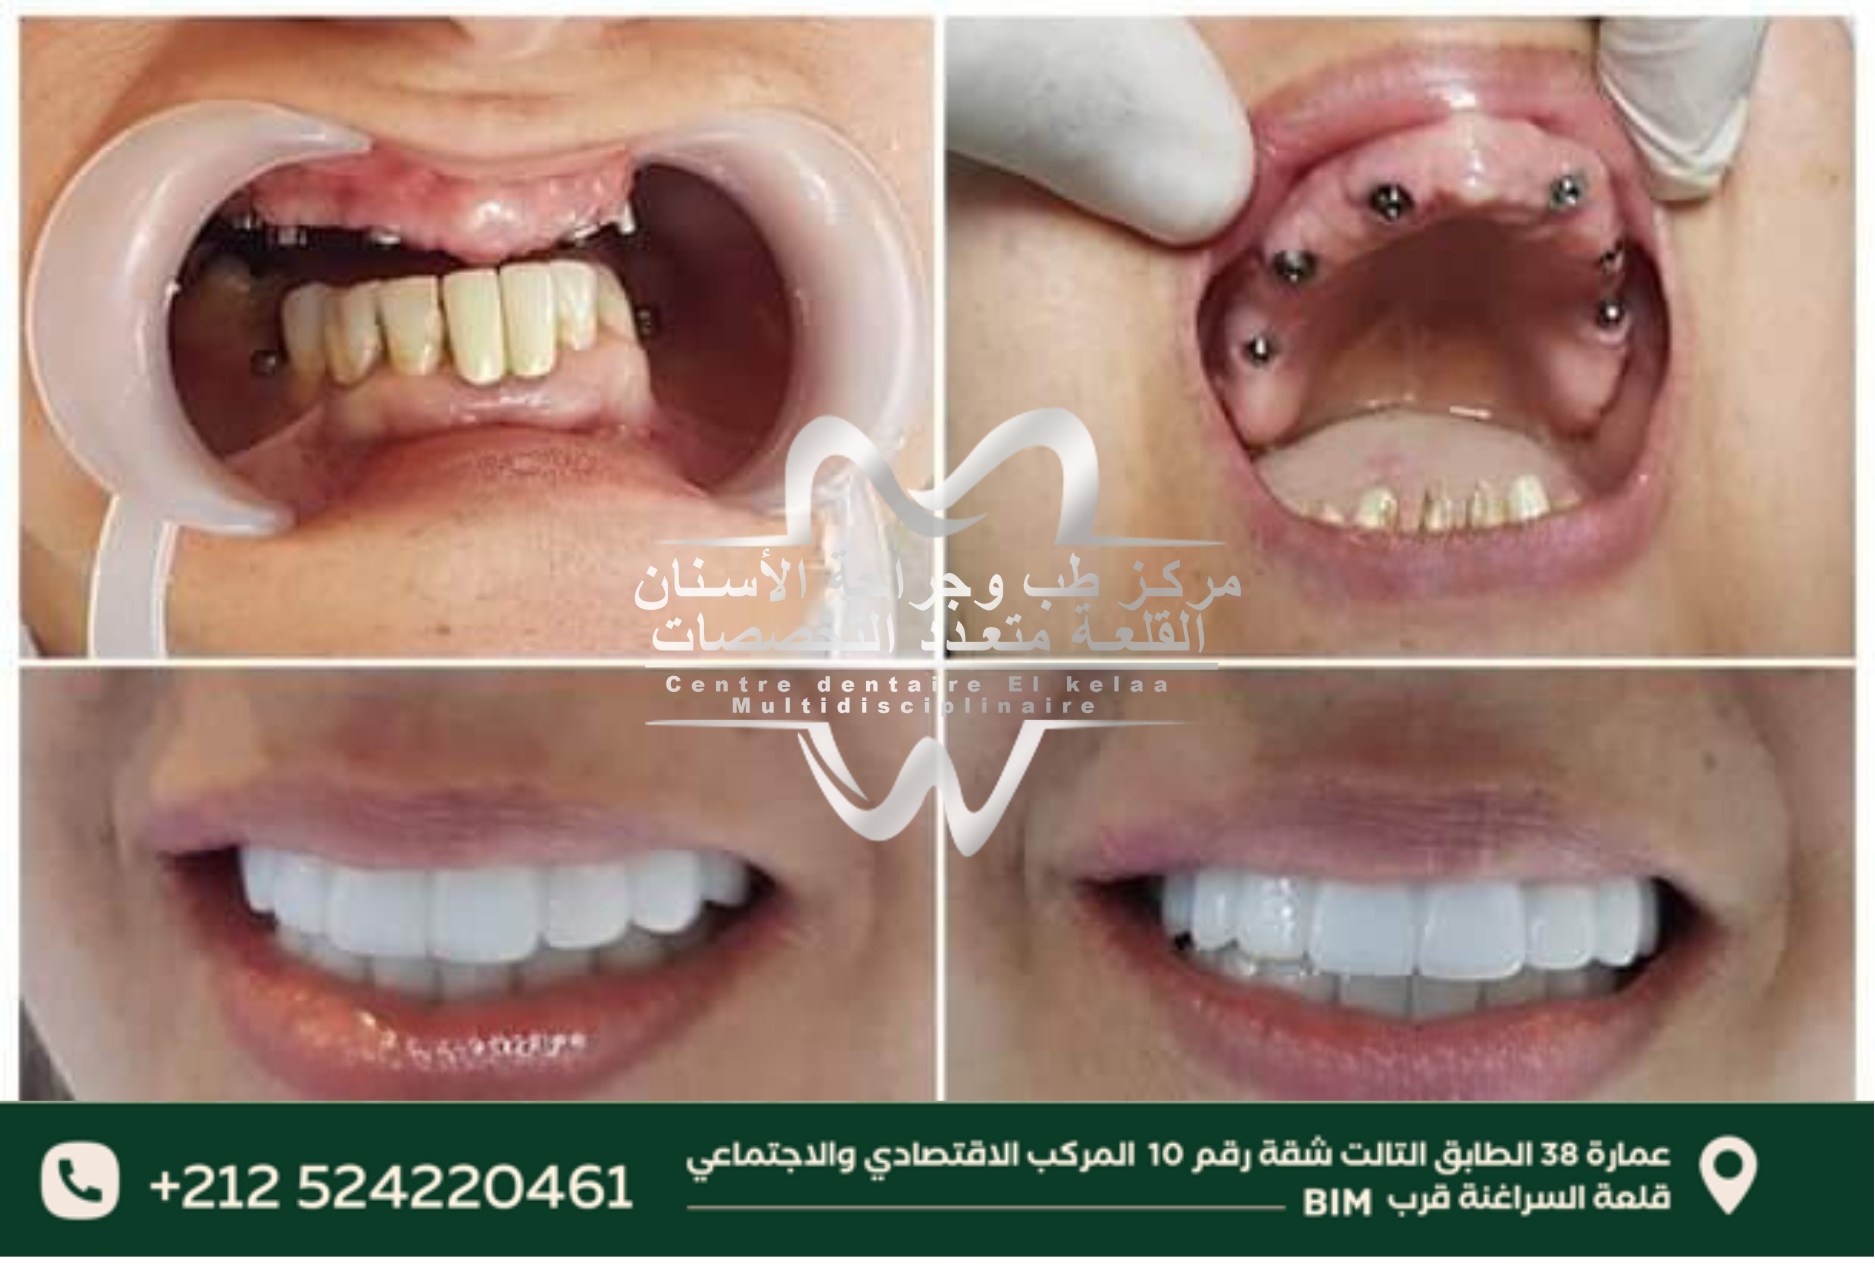 مركز طب وجراحة الأسنان
القلعة متعدد التخصصات
Centre dentaire El kelaa
Multidisciplinaire
+212 524220461
عمارة 38 الطابق التالت شقة رقم 10 المركب الاقتصادي والاجتماعي
قلعة السراغنة قرب BIM